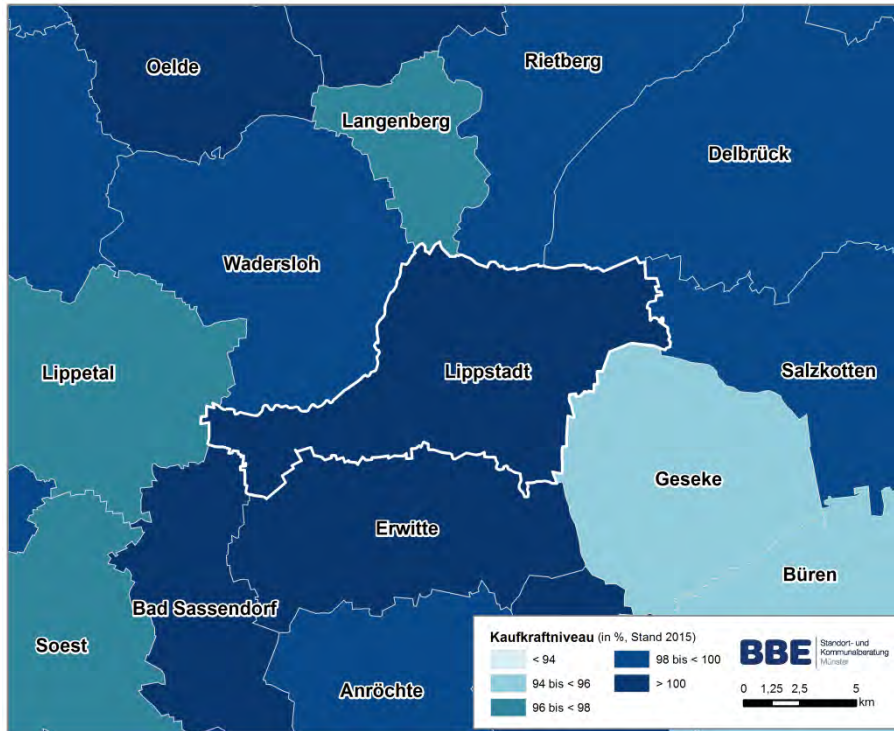 Oelde
Rietberg
Langenberg
Delbrück
Wadersloh
Lippetal
Lippstadt
Salzkotten
Geseke
Erwitte
Büren
Bad Sassendorf
Soest
Anröchte
Kaufkraftniveau (in %, Stand 2015)
< 94
94 bis < 96
96 bis < 98
98 bis < 100
> 100
BBE
Standort- und
Kommunalberatung
Münster
0 1,25 2,5 5
km